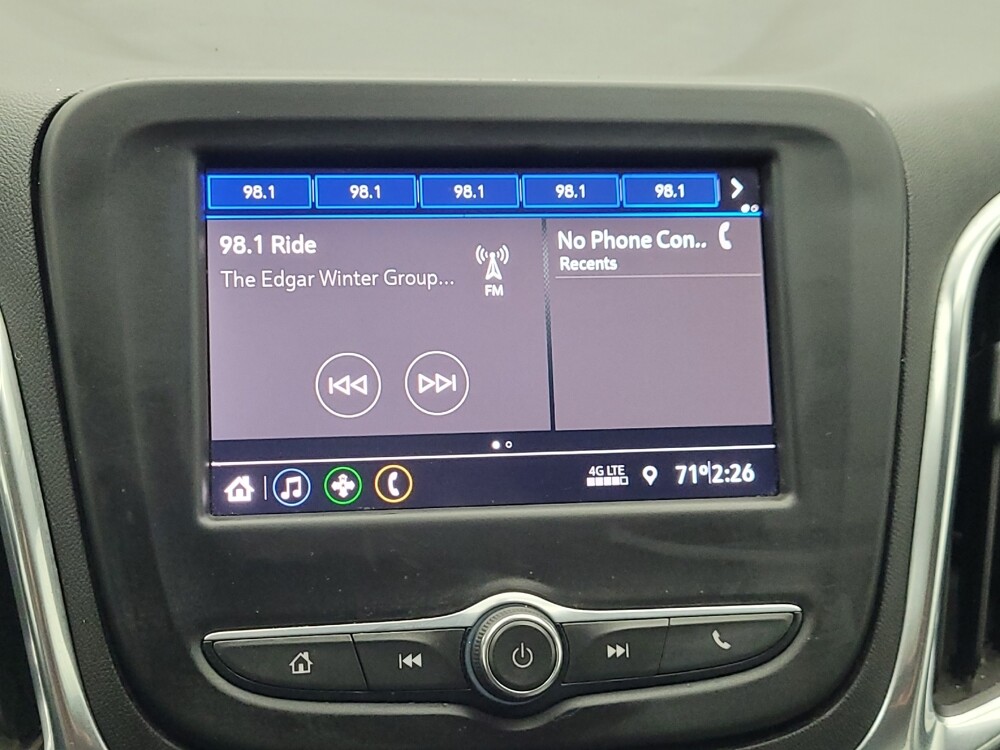 98.1 98.1 98.1 98.1 98.1
98.1 Ride
The Edgar Winter Group...
FM
No Phone Con..
Recents
4G LTE
71° 2:26